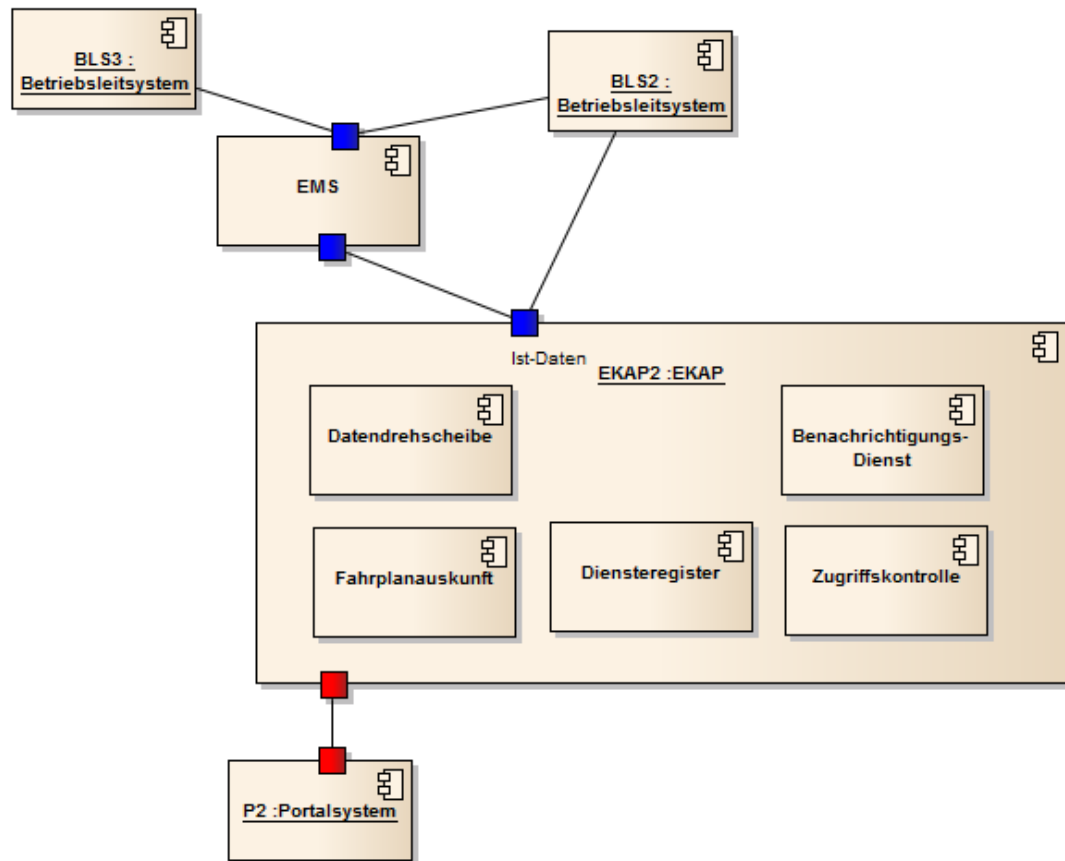 BLS3 :
Betriebsleitsystem
BLS2 :
Betriebsleitsystem
EMS
Ist-Daten
EKAP2 :EKAP
Datendrehscheibe
Benachrichtigungs-
Dienst
Fahrplanauskunft
Diensteregister
Zugriffskontrolle
P2 :Portalsystem